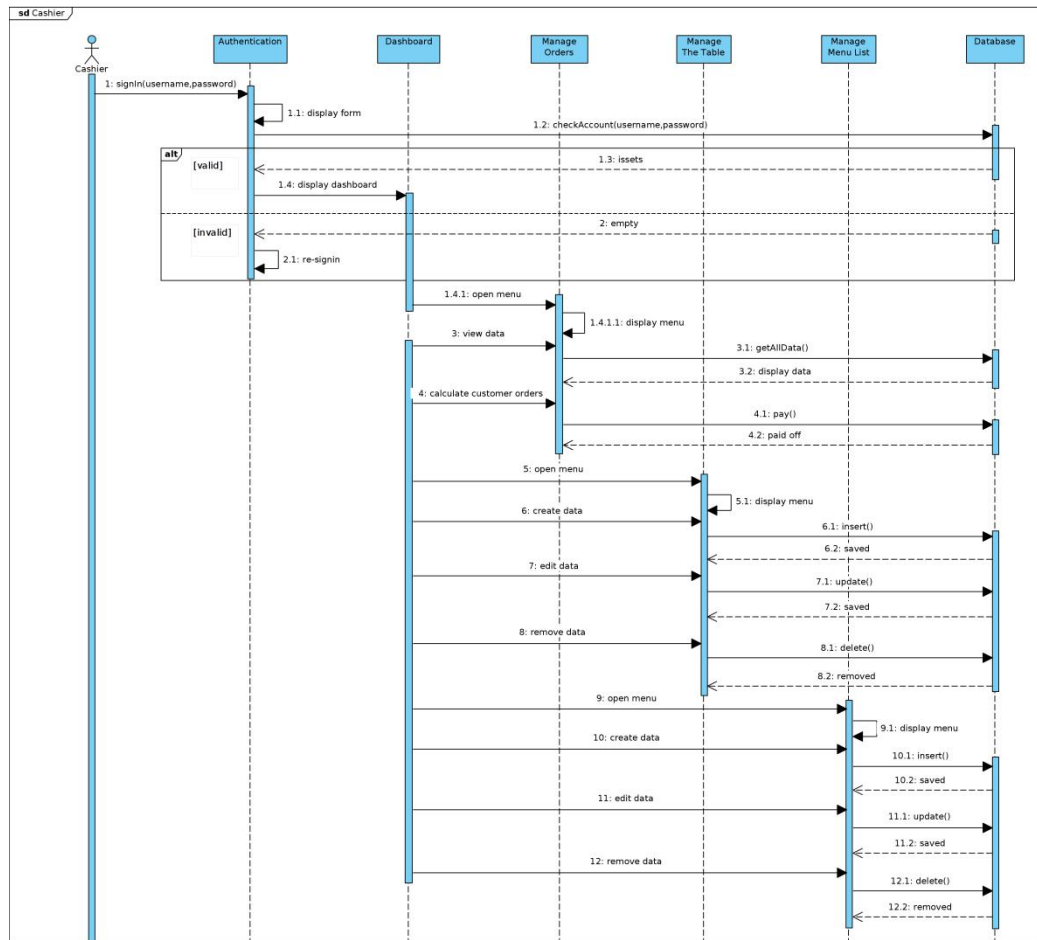 sd Cashier
Cashier
Authentication
Dashboard
Manage
Orders
Manage
The Table
Manage
Menu List
Database
1: signIn(username,password)
1.1: display form
1.2: checkAccount(username,password)
alt
[valid]
1.3: issets
1.4: display dashboard
[invalid]
2: empty
2.1: re-signin
1.4.1: open menu
1.4.1.1: display menu
3: view data
3.1: getAllData()
3.2: display data
4: calculate customer orders
4.1: pay()
4.2: paid off
5: open menu
5.1: display menu
6: create data
6.1: insert()
6.2: saved
7: edit data
7.1: update()
7.2: saved
8: remove data
8.1: delete()
8.2: removed
9: open menu
9.1: display menu
10: create data
10.1: insert()
10.2: saved
11: edit data
11.1: update()
11.2: saved
12: remove data
12.1: delete()
12.2: removed